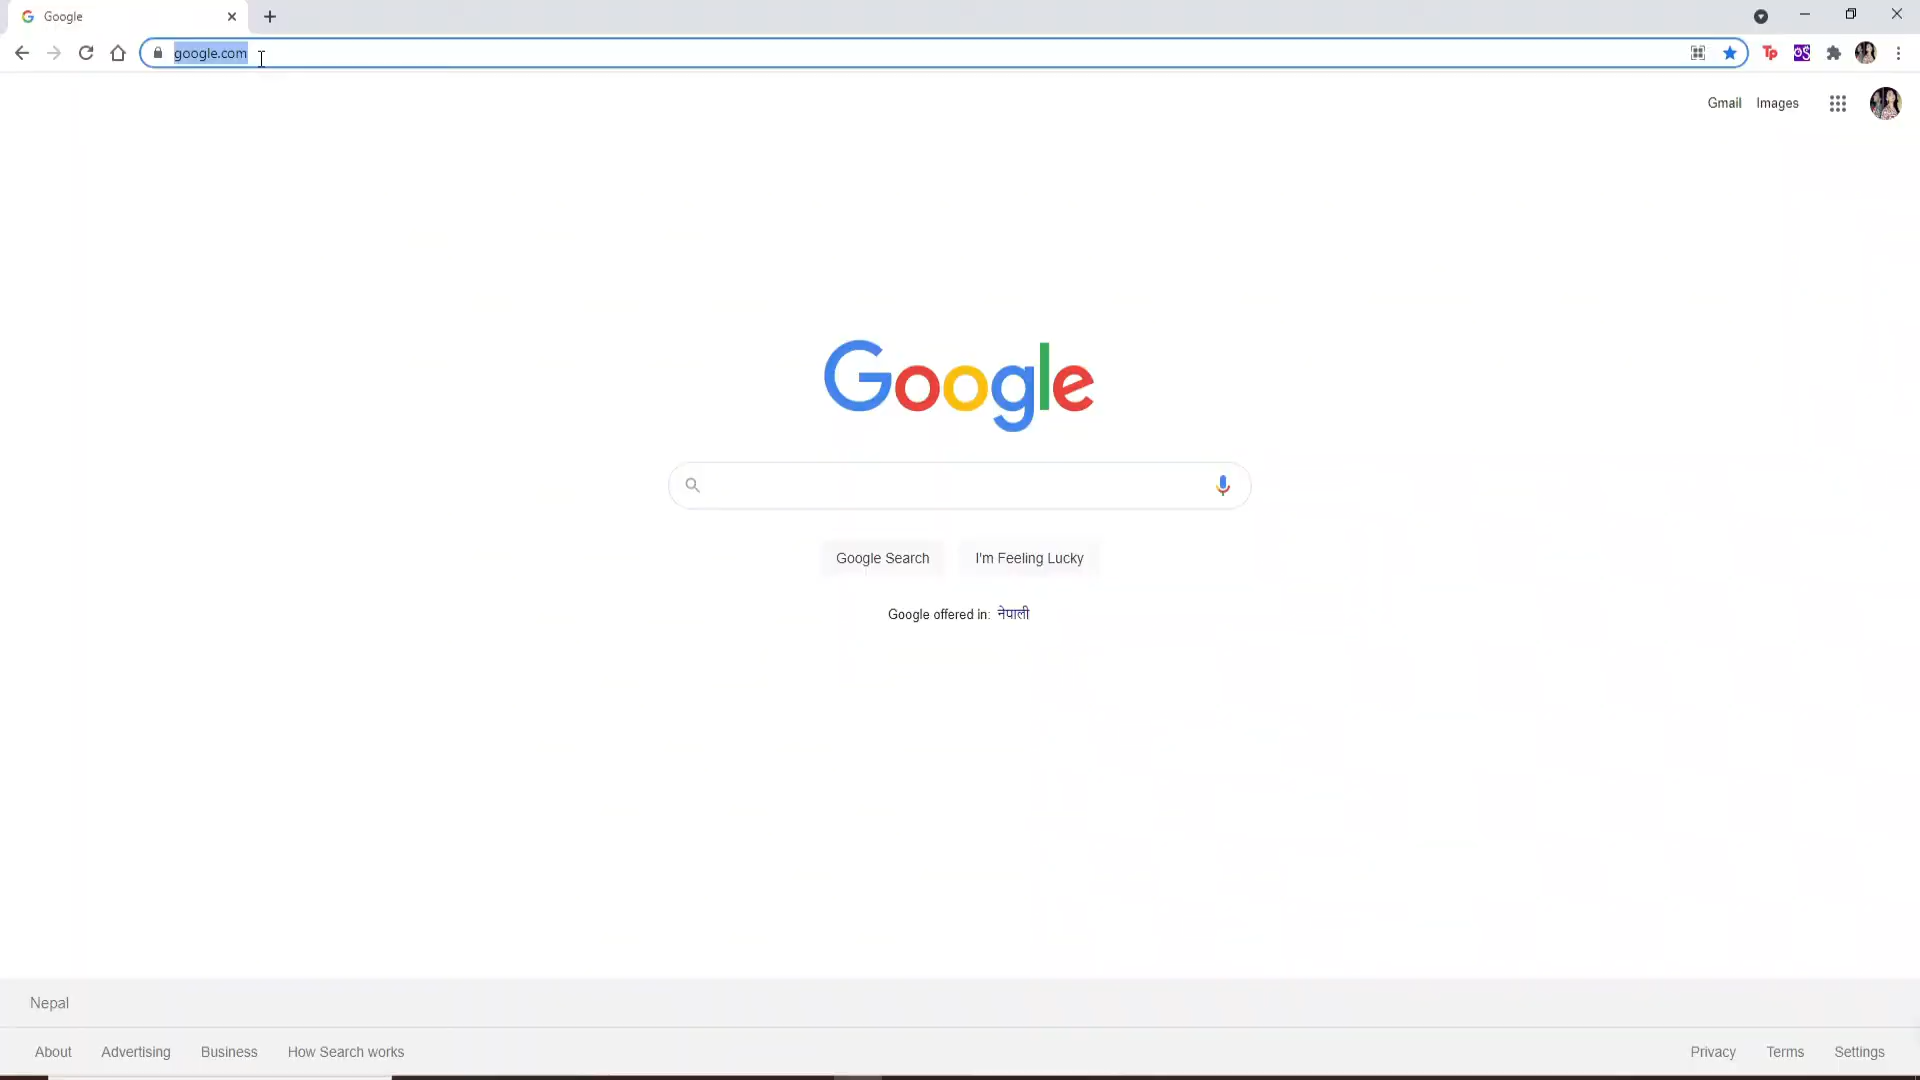 Google
google.com
Tp
Gmail Images
Google
Google Search I'm Feeling Lucky
Google offered in: नेपाली
Nepal
About Advertising Business How Search works Privacy Terms Settings